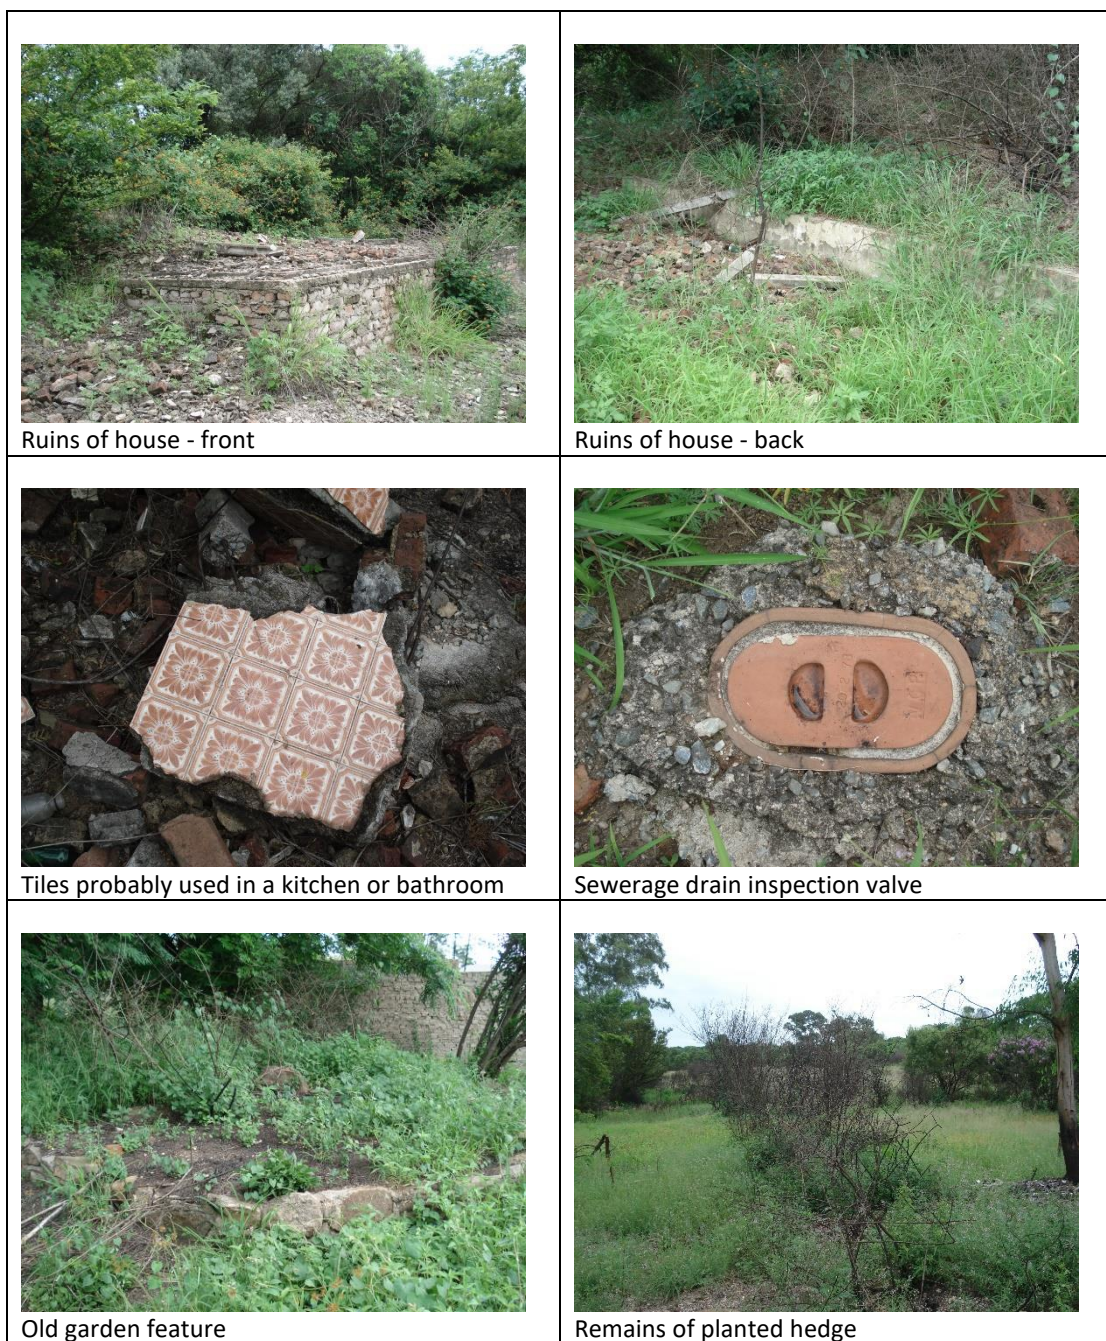 Ruins of house - front
Ruins of house - back
Tiles probably used in a kitchen or bathroom
Sewerage drain inspection valve
Old garden feature
Remains of planted hedge